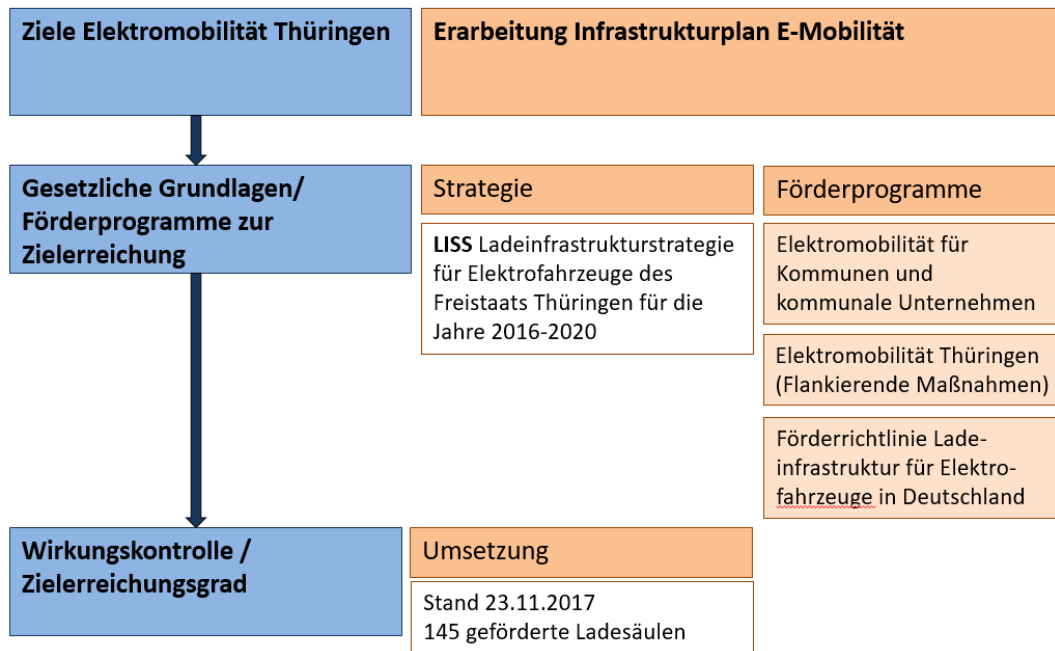 Ziele Elektromobilität Thüringen
Erarbeitung Infrastrukturplan E-Mobilität
Gesetzliche Grundlagen/
Förderprogramme zur
Zielerreichung
Strategie
LISS Ladeinfrastrukturstrategie
für Elektrofahrzeuge des
Freistaats Thüringen für die
Jahre 2016-2020
Förderprogramme
Elektromobilität für
Kommunen und
kommunale Unternehmen
Elektromobilität Thüringen
(Flankierende Maßnahmen)
Förderrichtlinie Lade-
infrastruktur für Elektro-
fahrzeuge in Deutschland
Wirkungskontrolle /
Zielerreichungsgrad
Umsetzung
Stand 23.11.2017
145 geförderte Ladesäulen